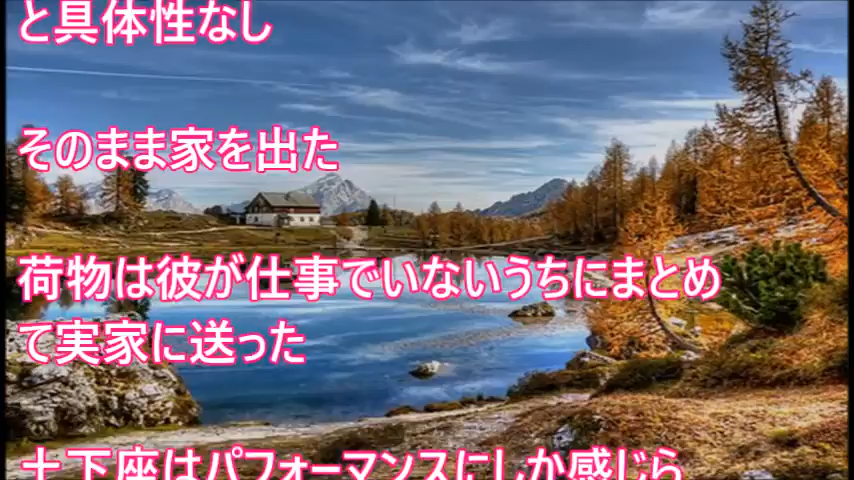 と具体性なし
そのまま家を出た
荷物は彼が仕事でいないうちにまとめ
て実家に送った
土下座はパフォーマンスにしか感じら